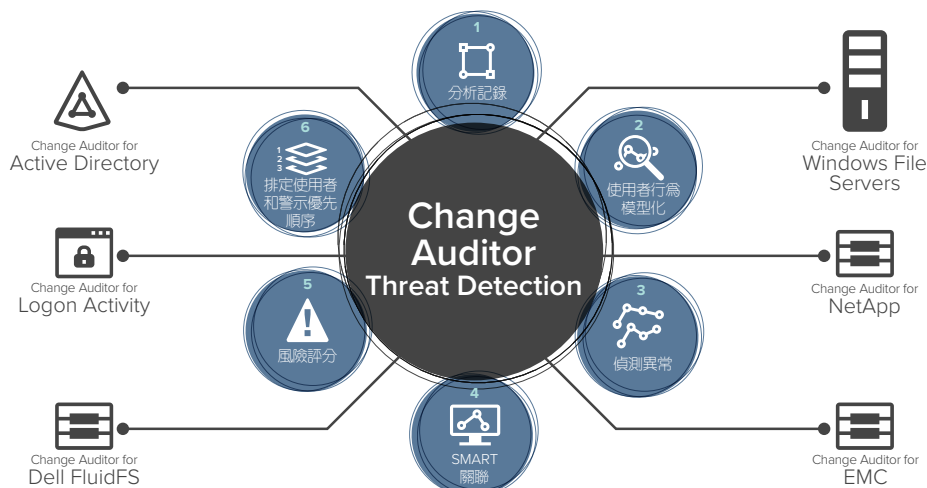 1
分析記錄
2
使用者行為
模型化
3
偵測異常
4
SMART
關聯
5
風險評分
6
1
2
3
排定使用者
和警示優先
順序
Change
Auditor
Threat Detection
Change Auditor for
Active Directory
Change Auditor for
Logon Activity
Change Auditor for
Dell FluidFS
Change Auditor for
Windows File
Servers
Change Auditor for
NetApp
Change Auditor for
EMC